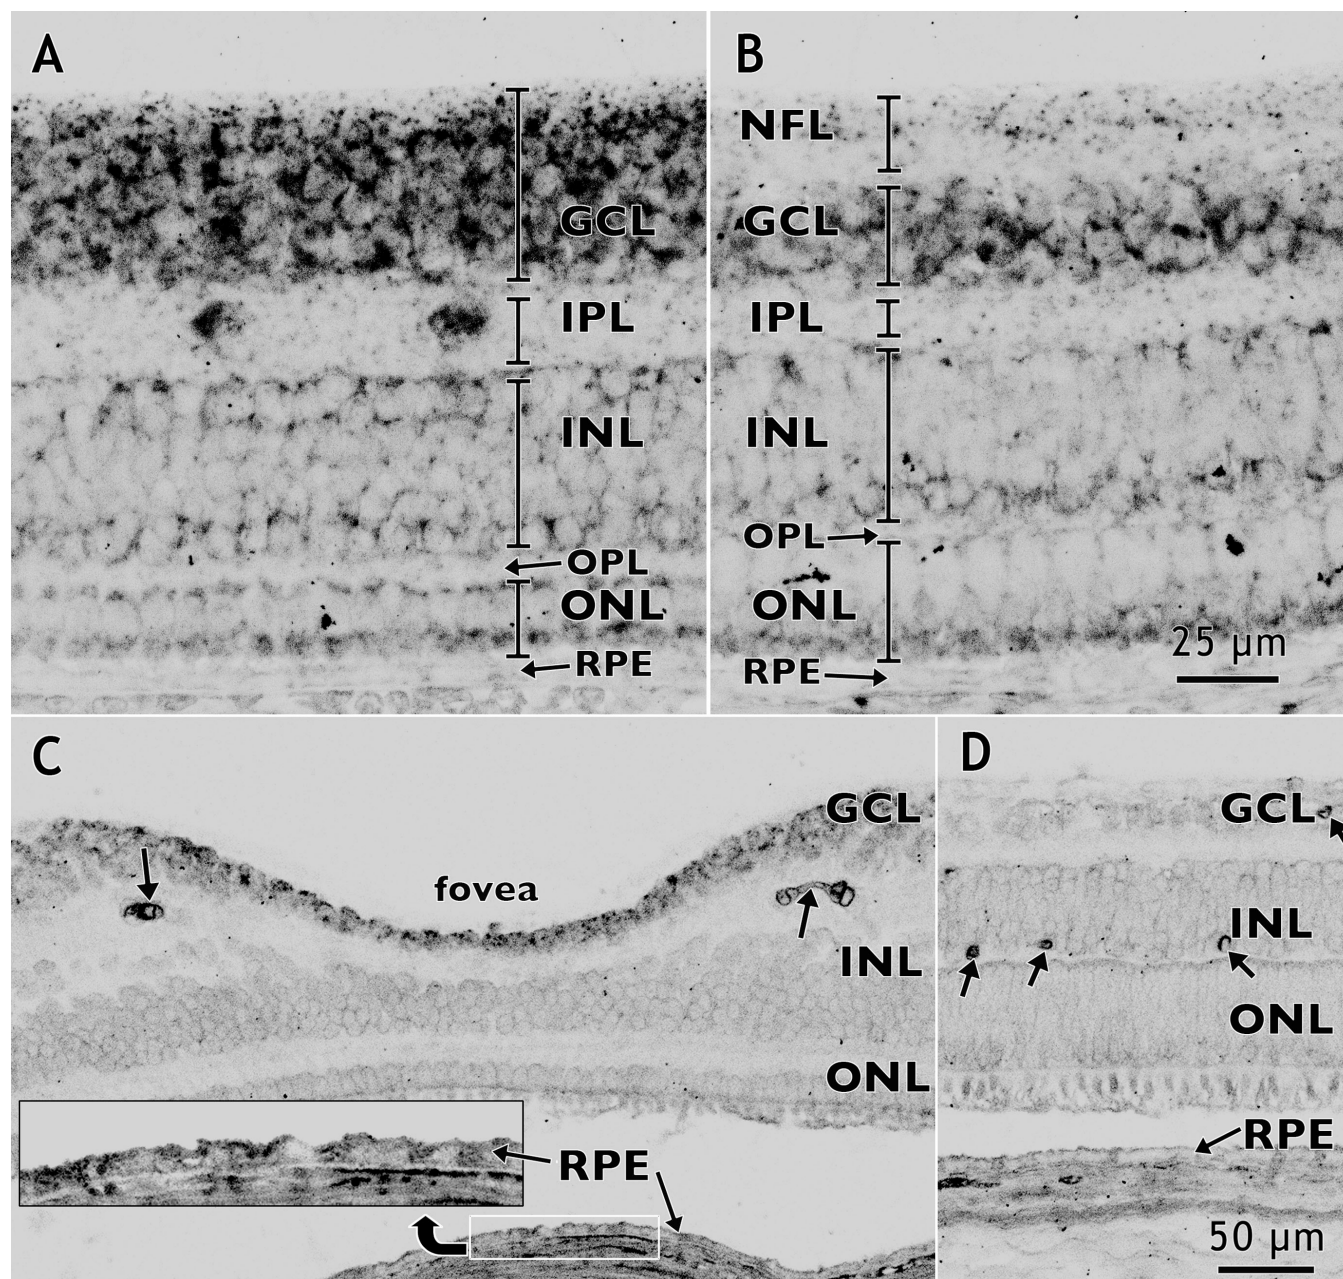 A
GCL
IPL
INL
OPL
ONL
RPE
B
NFL
GCL
IPL
INL
OPL
ONL
RPE
25 µm
C
GCL
fovea
INL
ONL
RPE
D
GCL
INL
ONL
RPE
50 µm